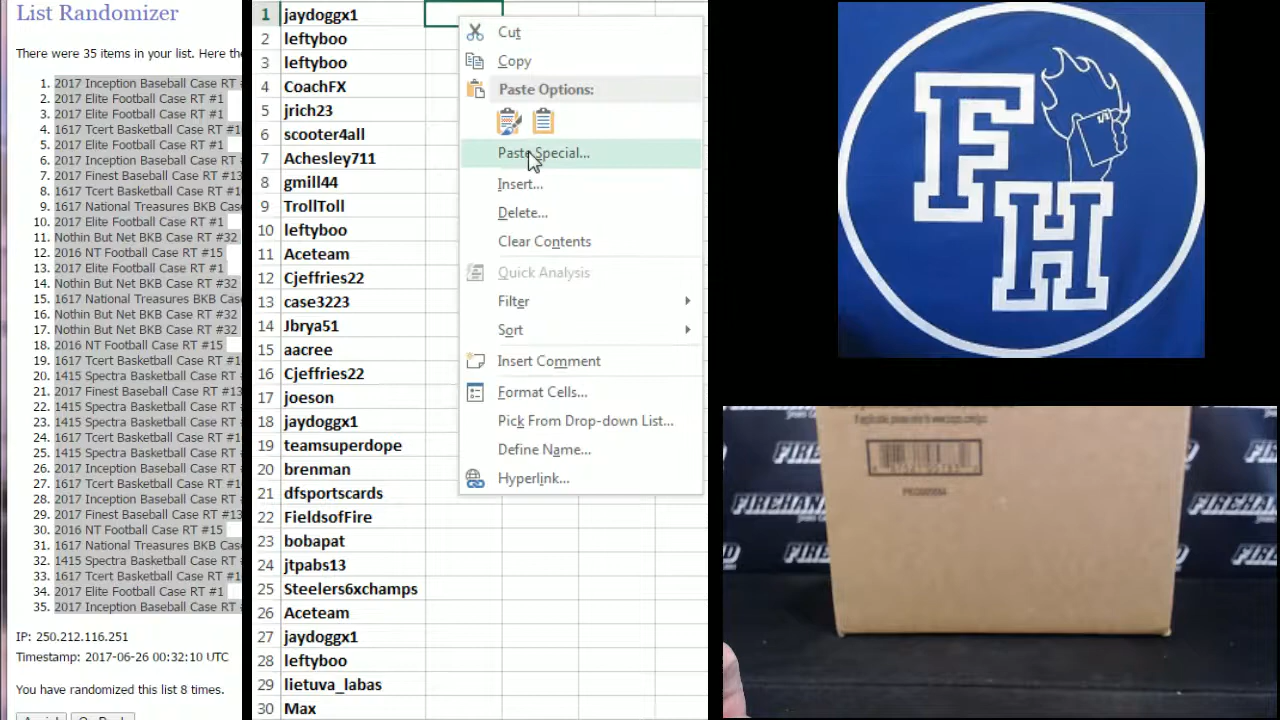 List Randomizer
There were 35 items in your list. Here the
1. 2017 Inception Baseball Case RT #
2. 2017 Elite Football Case RT #1
3. 2017 Elite Football Case RT #1
4. 1617 Tcert Basketball Case RT #1
5. 2017 Elite Football Case RT #1
6. 2017 Inception Baseball Case RT #
7. 2017 Finest Baseball Case RT #13
8. 1617 Tcert Basketball Case RT #1
9. 1617 National Treasures BKB Case
10. 2017 Elite Football Case RT #1
11. Nothin But Net BKB Case RT #32
12. 2016 NT Football Case RT #15
13. 2017 Elite Football Case RT #1
14. Nothin But Net BKB Case RT #32
15. 1617 National Treasures BKB Case
16. Nothin But Net BKB Case RT #32
17. Nothin But Net BKB Case RT #32
18. 2016 NT Football Case RT #15
19. 1617 Tcert Basketball Case RT #1
20. 1415 Spectra Basketball Case RT #
21. 2017 Finest Baseball Case RT #13
22. 1415 Spectra Basketball Case RT #
23. 1415 Spectra Basketball Case RT #
24. 1617 Tcert Basketball Case RT #1
25. 1415 Spectra Basketball Case RT #
26. 2017 Inception Baseball Case RT #
27. 1617 Tcert Basketball Case RT #1
28. 2017 Inception Baseball Case RT #
29. 2017 Finest Baseball Case RT #13
30. 2016 NT Football Case RT #15
31. 1617 National Treasures BKB Case
32. 1415 Spectra Basketball Case RT #
33. 1617 Tcert Basketball Case RT #1
34. 2017 Elite Football Case RT #1
35. 2017 Inception Baseball Case RT #
IP: 250.212.116.251
Timestamp: 2017-06-26 00:32:10 UTC
You have randomized this list 8 times.
1 jaydoggx1
2 leftyboo
3 leftyboo
4 CoachFX
5 jrich23
6 scooter4all
7 Achesley711
8 gmill44
9 TrollToll
10 leftyboo
11 Aceteam
12 Cjeffries22
13 case3223
14 Jbrya51
15 aacree
16 Cjeffries22
17 joeson
18 jaydoggx1
19 teamsuperdope
20 brenman
21 dfsportscards
22 FieldsofFire
23 bobapat
24 jtpabs13
25 Steelers6xchamps
26 Aceteam
27 jaydoggx1
28 leftyboo
29 lietuva_labas
30 Max
Cut
Copy
Paste Options:
Paste Special...
Insert...
Delete...
Clear Contents
Quick Analysis
Filter
Sort
Insert Comment
Format Cells...
Pick From Drop-down List...
Define Name...
Hyperlink...
FH
1/1
FIREHAND